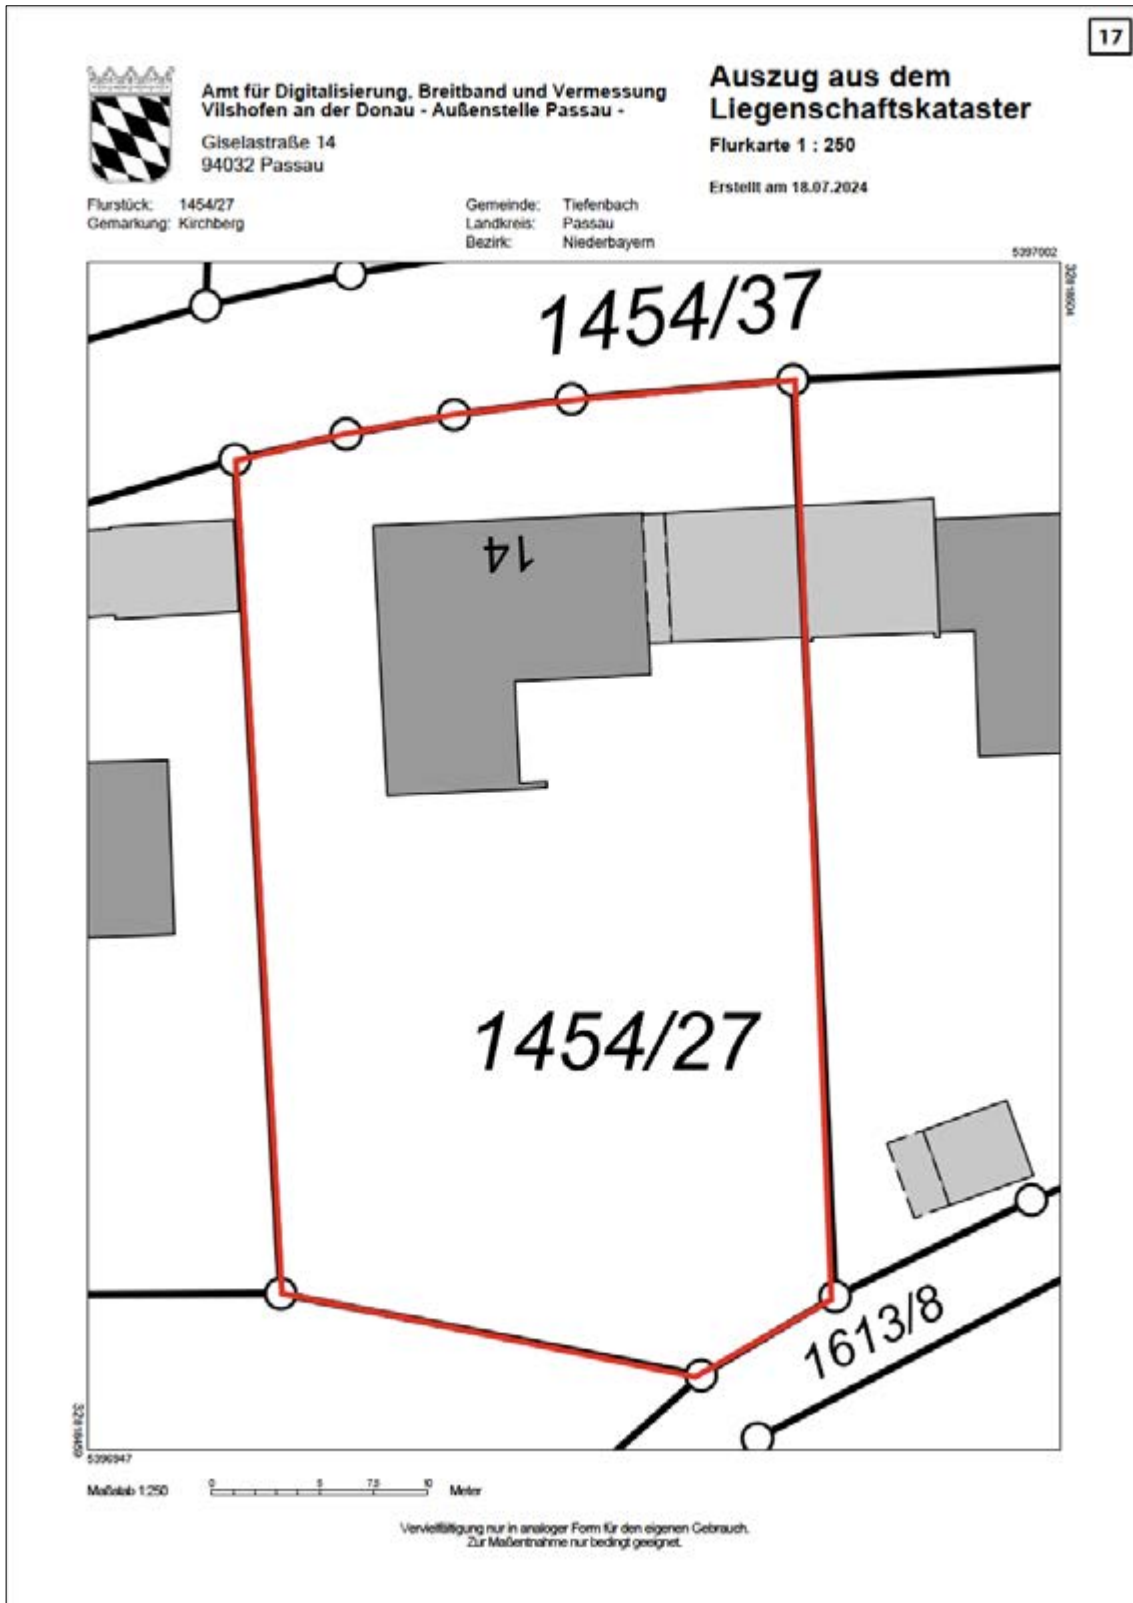 17
Amt für Digitalisierung, Breitband und Vermessung
Vilshofen an der Donau - Außenstelle Passau -
Giselastraße 14
94032 Passau
Auszug aus dem
Liegenschaftskataster
Flurkarte 1 : 250
Erstellt am 18.07.2024
Flurstück: 1454/27
Gemarkung: Kirchberg
Gemeinde: Tiefenbach
Landkreis: Passau
Bezirk: Niederbayern
5397002
32818504
1454/37
14
1454/27
1613/8
32818459
5396947
Maßstab 1:250
0 5 7,5 10 Meter
Vervielfältigung nur in analoger Form für den eigenen Gebrauch.
Zur Maßentnahme nur bedingt geeignet.